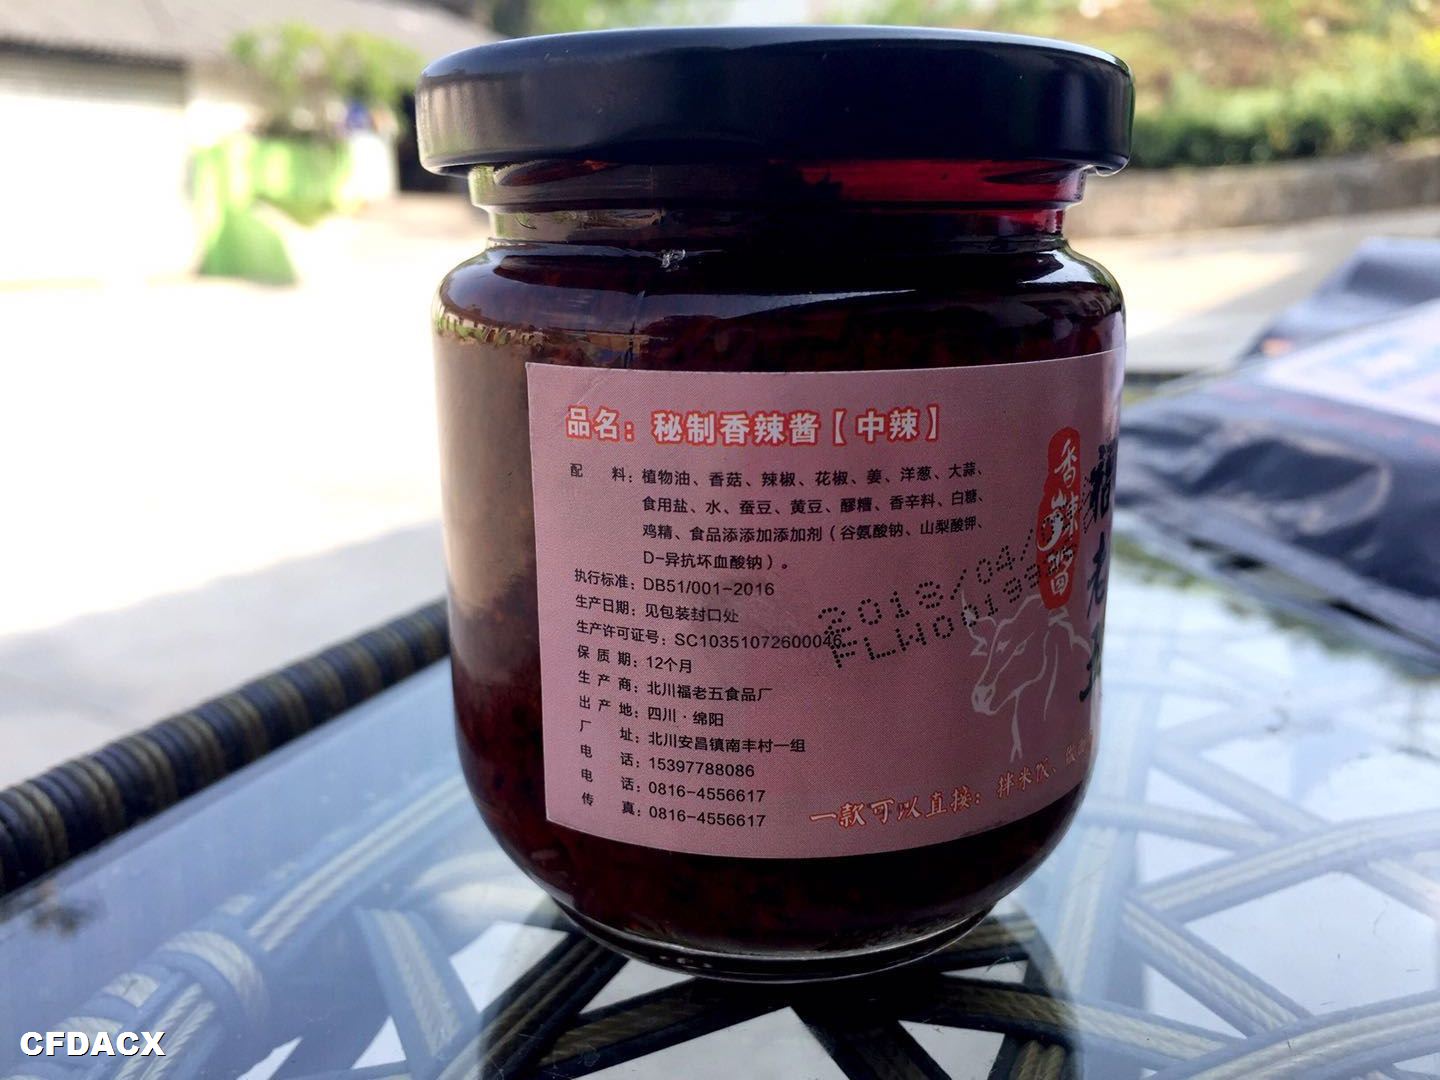 品名：秘制香辣酱【中辣】
配　料：植物油、香菇、辣椒、花椒、姜、洋葱、大蒜、
食用盐、水、蚕豆、黄豆、醪糟、香辛料、白糖、
鸡精、食品添添加添加剂（谷氨酸钠、山梨酸钾、
D-异抗坏血酸钠）。
执行标准：DB51/001-2016
生产日期：见包装封口处
生产许可证号：SC10351072600046
保 质 期：12个月
生 产 商：北川福老五食品厂
出 产 地：四川·绵阳
厂　址：北川安昌镇南丰村一组
电　话：15397788086
电　话：0816-4556617
传　真：0816-4556617
2018/04/
FLH00619
香辣酱
老
一款可以直接：拌米饭、做面
CFDACX